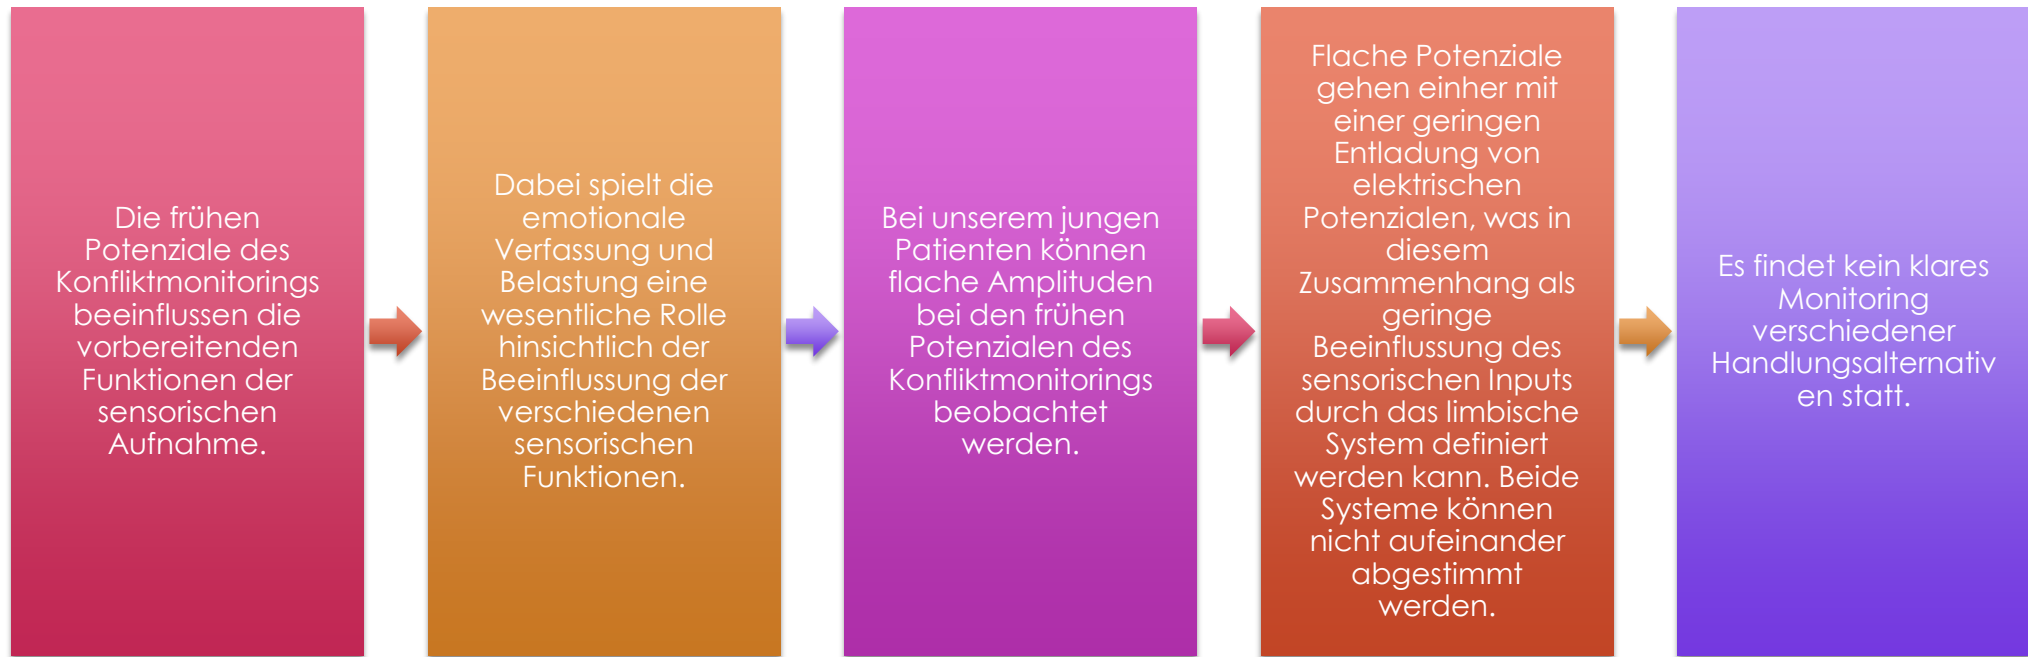 Die frühen
Potenziale des
Konfliktmonitorings
beeinflussen die
vorbereitenden
Funktionen der
sensorischen
Aufnahme.
Dabei spielt die
emotionale
Verfassung und
Belastung eine
wesentliche Rolle
hinsichtlich der
Beeinflussung der
verschiedenen
sensorischen
Funktionen.
Bei unserem jungen
Patienten können
flache Amplituden
bei den frühen
Potenzialen des
Konfliktmonitorings
beobachtet
werden.
Flache Potenziale
gehen einher mit
einer geringen
Entladung von
elektrischen
Potenzialen, was in
diesem
Zusammenhang als
geringe
Beeinflussung des
sensorischen Inputs
durch das limbische
System definiert
werden kann. Beide
Systeme können
nicht aufeinander
abgestimmt
werden.
Es findet kein klares
Monitoring
verschiedener
Handlungsalternativ
en statt.